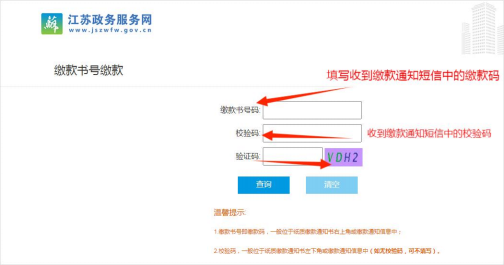 江苏政务服务网
www.jszwfw.gov.cn
缴款书号缴款
填写收到缴款通知短信中的缴款码
缴款书号码:
校验码: 收到缴款通知短信中的校验码
验证码: VDH2
查询 清空
温馨提示:
1.缴款书号即缴款码，一般位于纸质缴款通知书右上角或缴款通知信息中；
2.校验码，一般位于纸质缴款通知书左下角或缴款通知信息中（如无校验码，可不填写）。